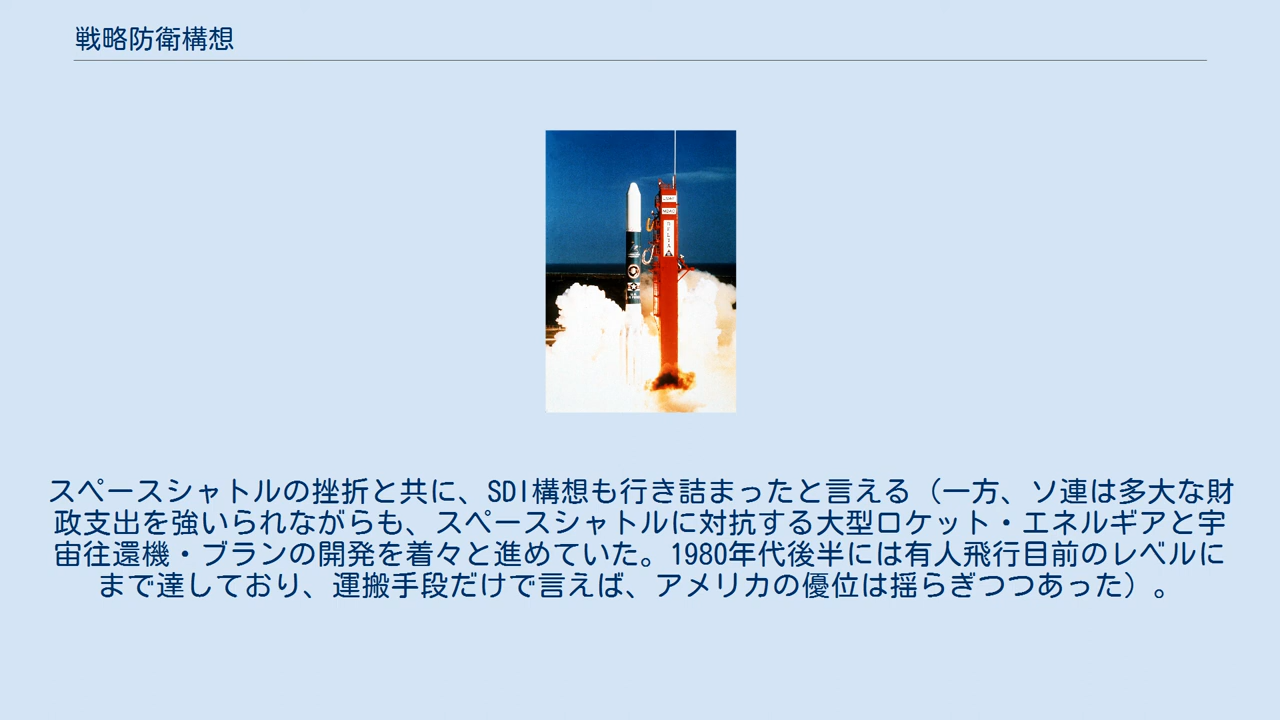 戦略防衛構想
DELTA
スペースシャトルの挫折と共に、SDI構想も行き詰まったと言える（一方、ソ連は多大な財
政支出を強いられながらも、スペースシャトルに対抗する大型ロケット・エネルギアと宇
宙往還機・ブランの開発を着々と進めていた。1980年代後半には有人飛行目前のレベルに
まで達しており、運搬手段だけで言えば、アメリカの優位は揺らぎつつあった）。